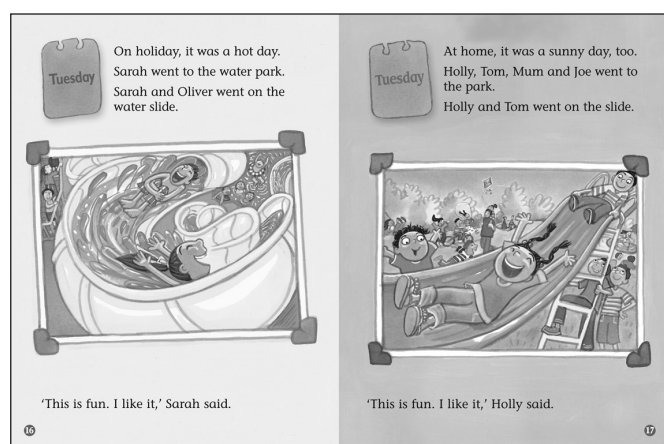 Tuesday
On holiday, it was a hot day.
Sarah went to the water park.
Sarah and Oliver went on the
water slide.
‘This is fun. I like it,’ Sarah said.
16
Tuesday
At home, it was a sunny day, too.
Holly, Tom, Mum and Joe went to
the park.
Holly and Tom went on the slide.
‘This is fun. I like it,’ Holly said.
17